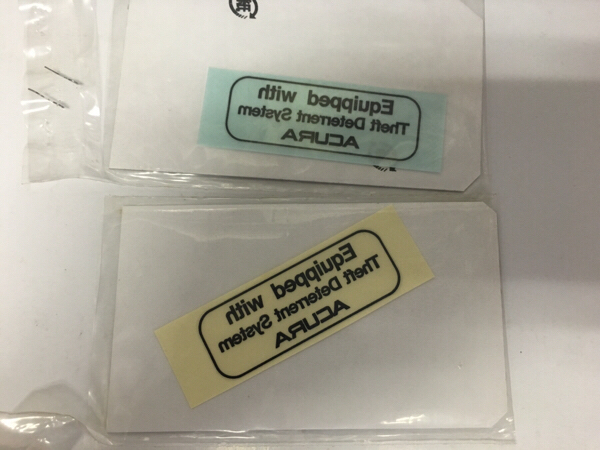 Equipped with
Theft Deterrent System
ACURA
Equipped with
Theft Deterrent System
ACURA